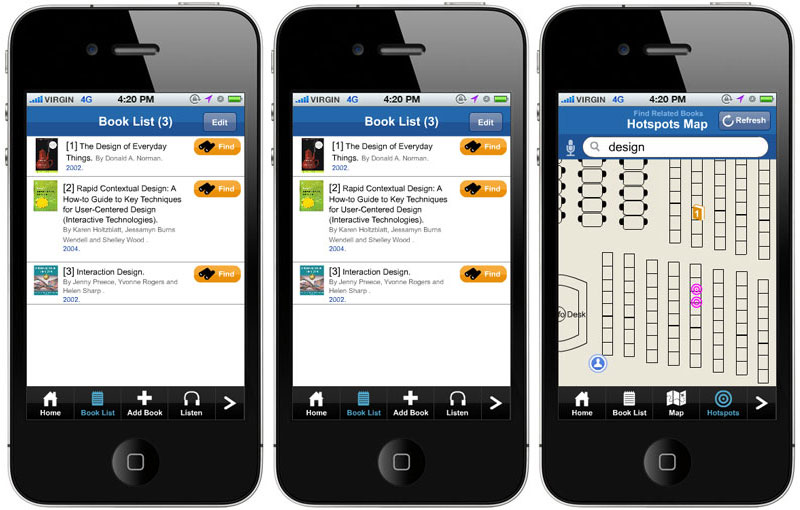 VIRGIN 4G 4:20 PM
Book List (3) Edit
[1] The Design of Everyday
Things. By Donald A. Norman.
2002.
Find
[2] Rapid Contextual Design: A
How-to Guide to Key Techniques
for User-Centered Design
(Interactive Technologies).
By Karen Holtzblatt, Jessamyn Burns
Wendell and Shelley Wood .
2004.
Find
[3] Interaction Design.
By Jenny Preece, Yvonne Rogers and
Helen Sharp .
2002.
Find
Home Book List Add Book Listen
VIRGIN 4G 4:20 PM
Book List (3) Edit
[1] The Design of Everyday
Things. By Donald A. Norman.
2002.
Find
[2] Rapid Contextual Design: A
How-to Guide to Key Techniques
for User-Centered Design
(Interactive Technologies).
By Karen Holtzblatt, Jessamyn Burns
Wendell and Shelley Wood .
2004.
Find
[3] Interaction Design.
By Jenny Preece, Yvonne Rogers and
Helen Sharp .
2002.
Find
Home Book List Add Book Listen
VIRGIN 4G 4:20 PM
Find Related Books
Hotspots Map Refresh
design
1
Desk
Home Book List Map Hotspots